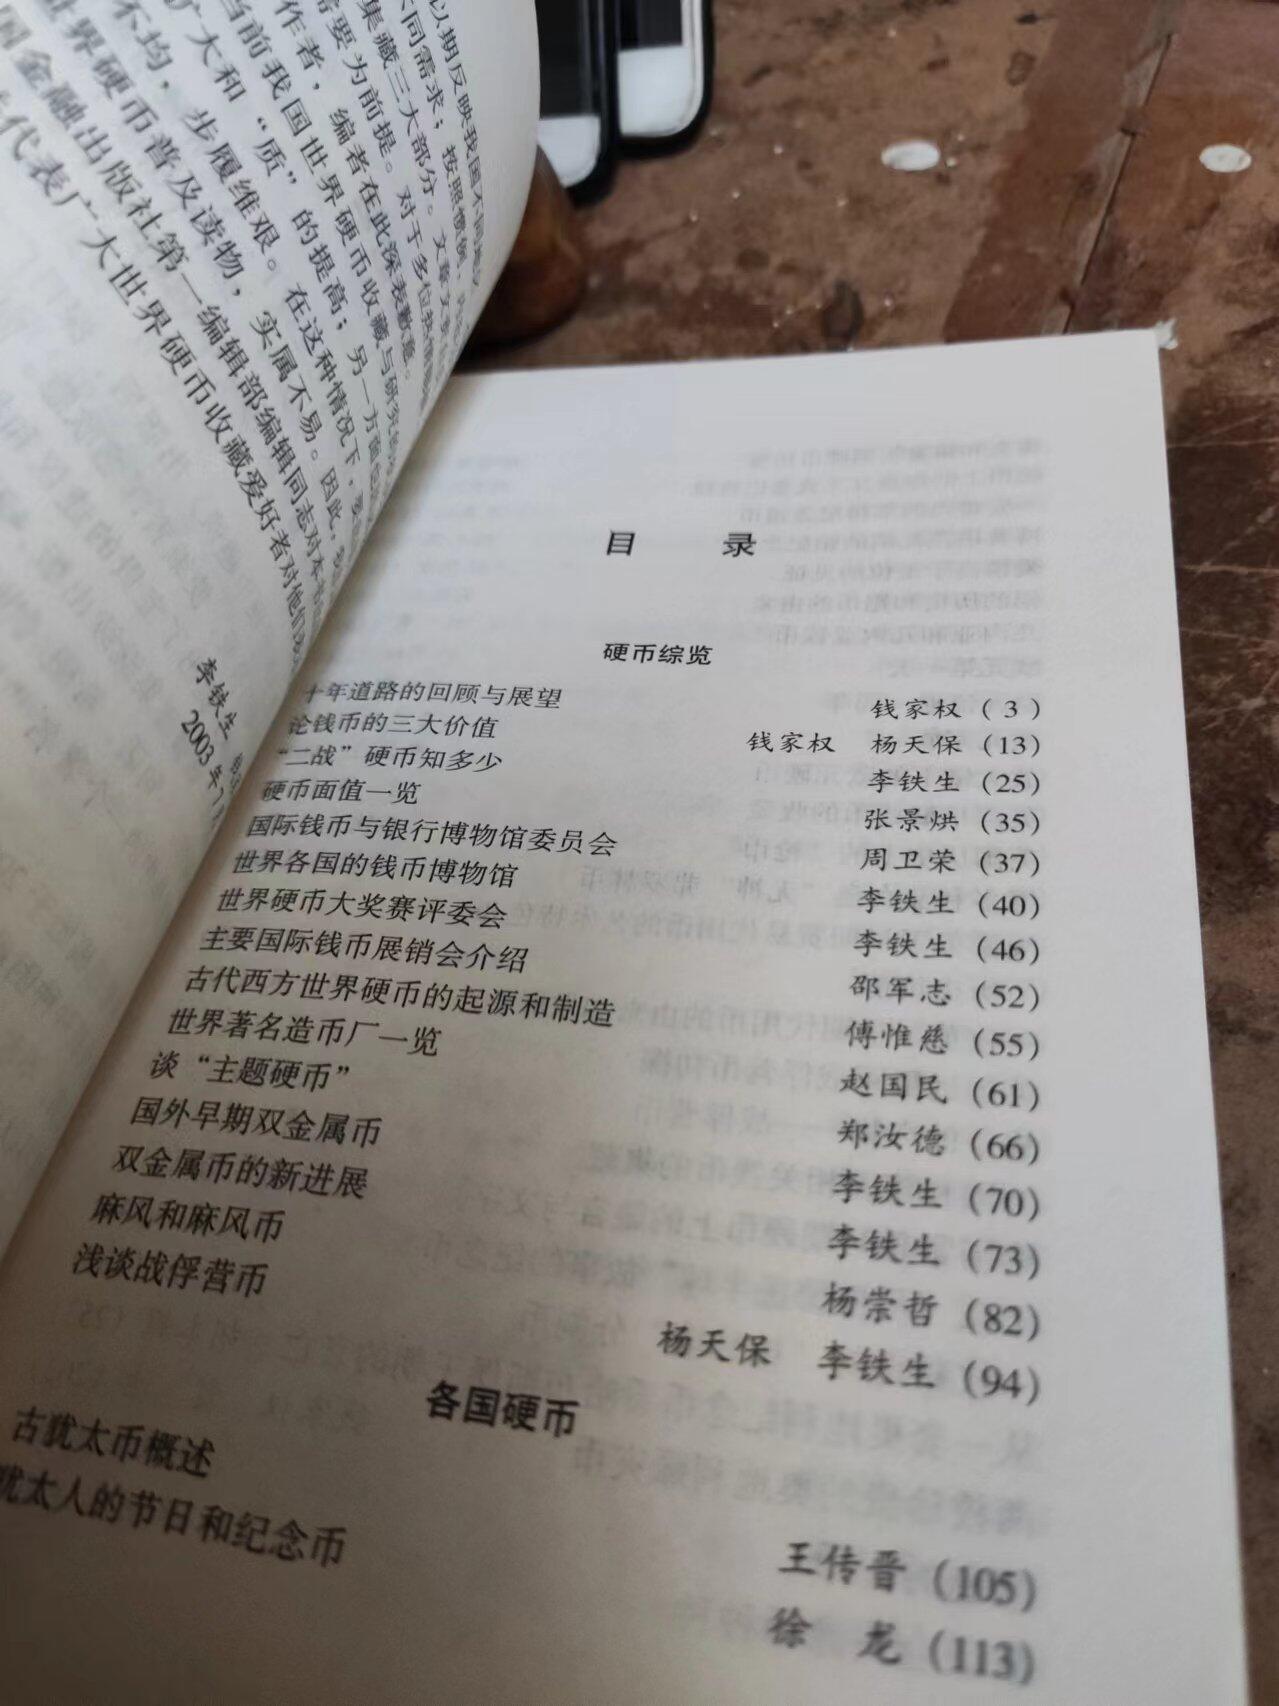 以期反映我国不同
不同需求；按照惯例，
集藏三大部分。文章
需要为前提。对于多位
作者，编者在此深表歉意。
当前我国世界硬币收藏与研究
广大和“质”的提高；另一方面
不均，步履维艰。在这种情况下，
世界硬币普及读物，实属不易。因此，
国金融出版社第一编辑部编辑同志对本
代表广大世界硬币收藏爱好者对他们
李铁生
2003年7
目 录
硬币综览
十年道路的回顾与展望 钱家权（3）
论钱币的三大价值 钱家权 杨天保（13）
“二战”硬币知多少 李铁生（25）
硬币面值一览 张景烘（35）
国际钱币与银行博物馆委员会 周卫荣（37）
世界各国的钱币博物馆 李铁生（40）
世界硬币大奖赛评委会 李铁生（46）
主要国际钱币展销会介绍 邵军志（52）
古代西方世界硬币的起源和制造 傅惟慈（55）
世界著名造币厂一览 赵国民（61）
谈“主题硬币” 郑汝德（66）
国外早期双金属币 李铁生（70）
双金属币的新进展 李铁生（73）
麻风和麻风币 杨崇哲（82）
浅谈战俘营币 杨天保 李铁生（94）
各国硬币
古犹太币概述 王传晋（105）
犹太人的节日和纪念币 徐 龙（113）